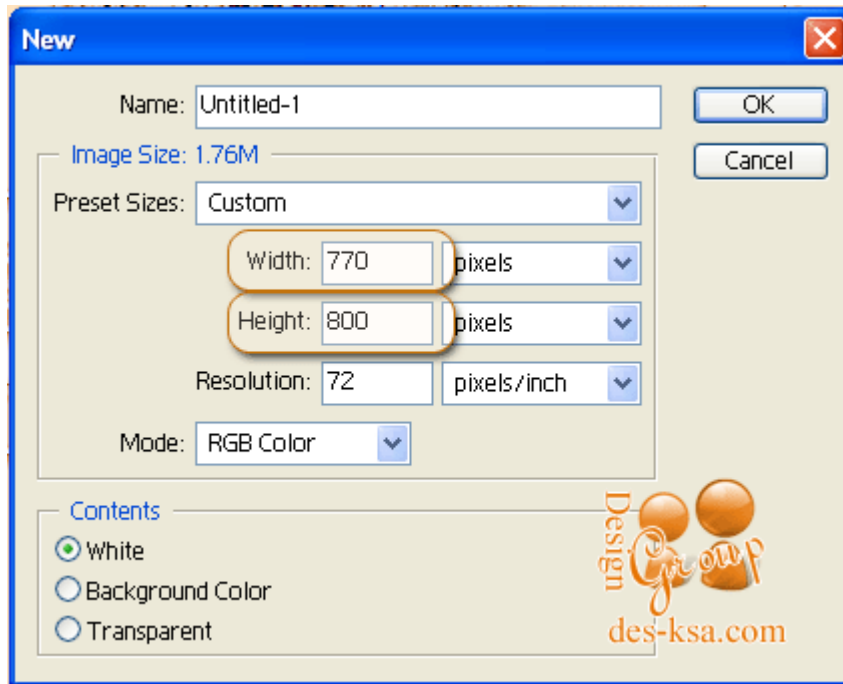 New
Name: Untitled-1
OK
Image Size: 1.76M
Cancel
Preset Sizes: Custom
Width: 770 pixels
Height: 800 pixels
Resolution: 72 pixels/inch
Mode: RGB Color
Contents
White
Background Color
Transparent
Design
Group
des-ksa.com